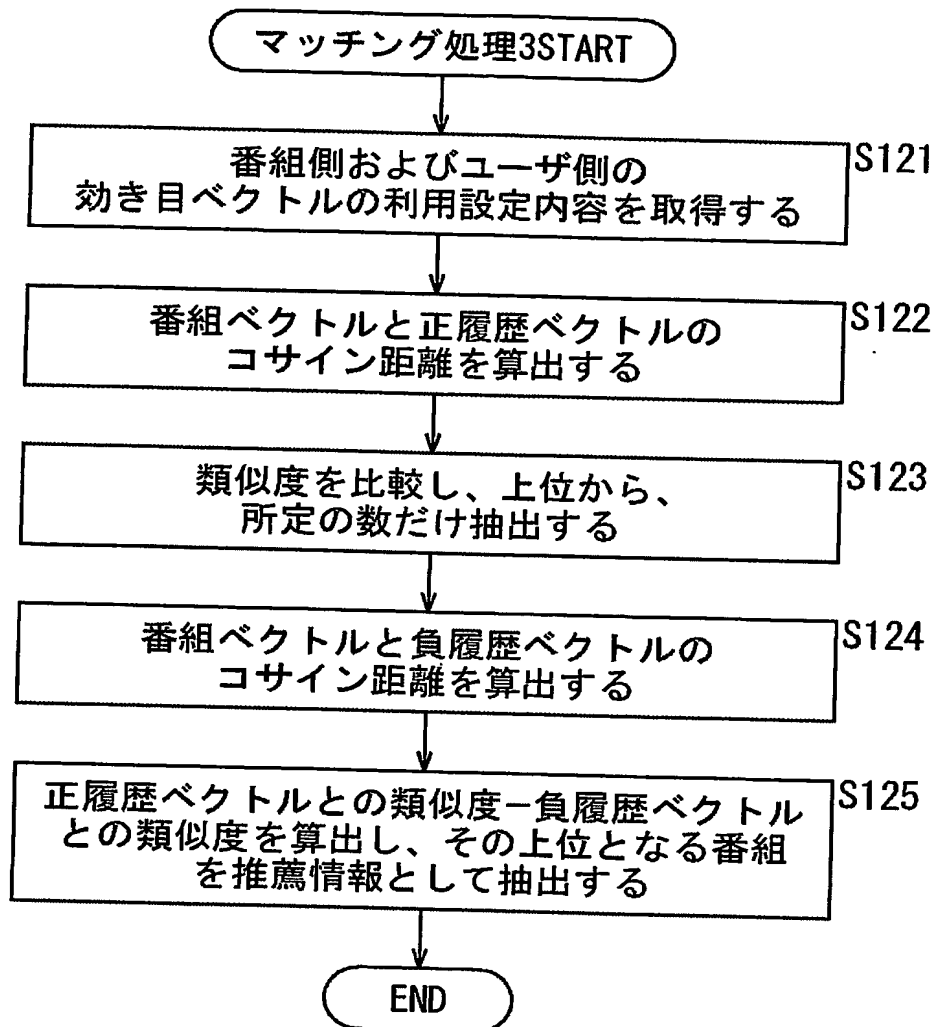 マッチング処理3START
番組側およびユーザ側の
効き目ベクトルの利用設定内容を取得する
S121
番組ベクトルと正履歴ベクトルの
コサイン距離を算出する
S122
類似度を比較し、上位から、
所定の数だけ抽出する
S123
番組ベクトルと負履歴ベクトルの
コサイン距離を算出する
S124
正履歴ベクトルとの類似度−負履歴ベクトル
との類似度を算出し、その上位となる番組
を推薦情報として抽出する
S125
END